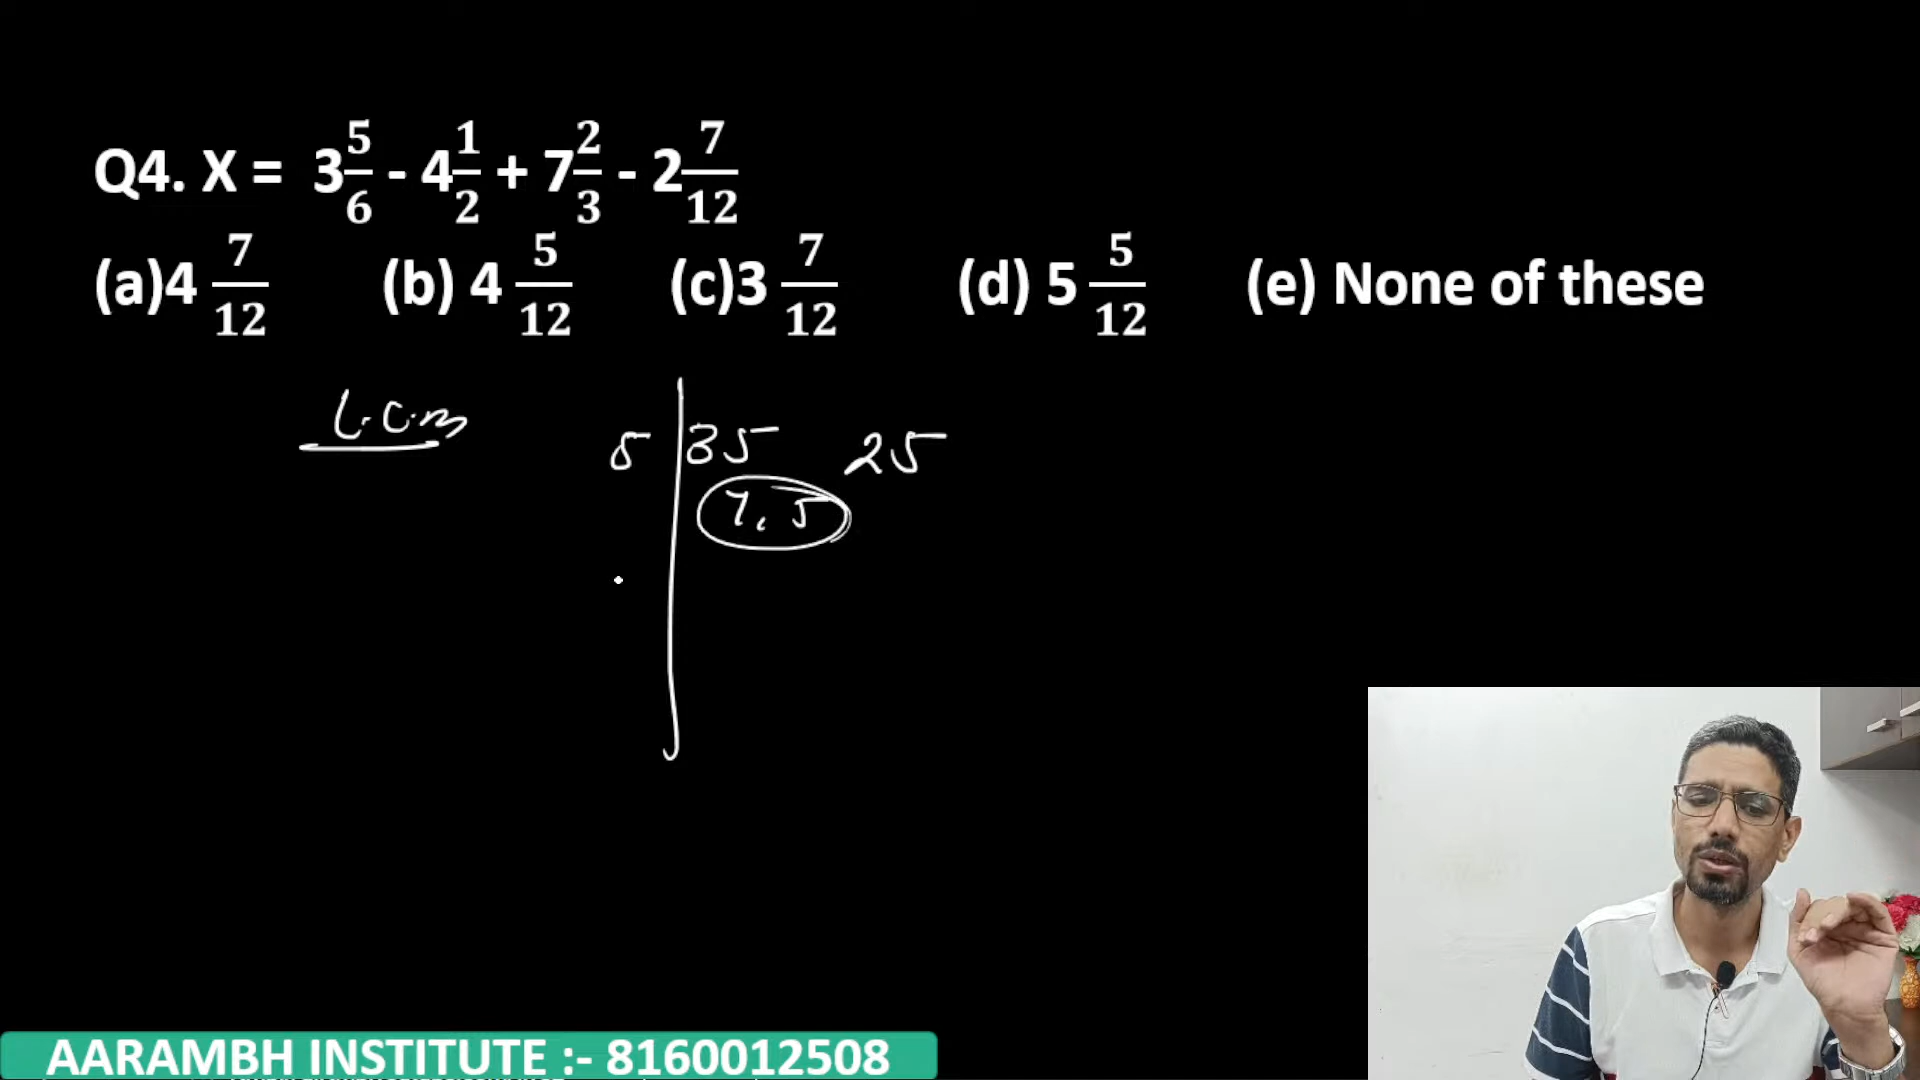 Q4. X = 3 5/6 - 4 1/2 + 7 2/3 - 2 7/12
(a)4 7/12 (b) 4 5/12 (c)3 7/12 (d) 5 5/12 (e) None of these
L.C.M
5 35 25
7, 5
AARAMBH INSTITUTE :- 8160012508